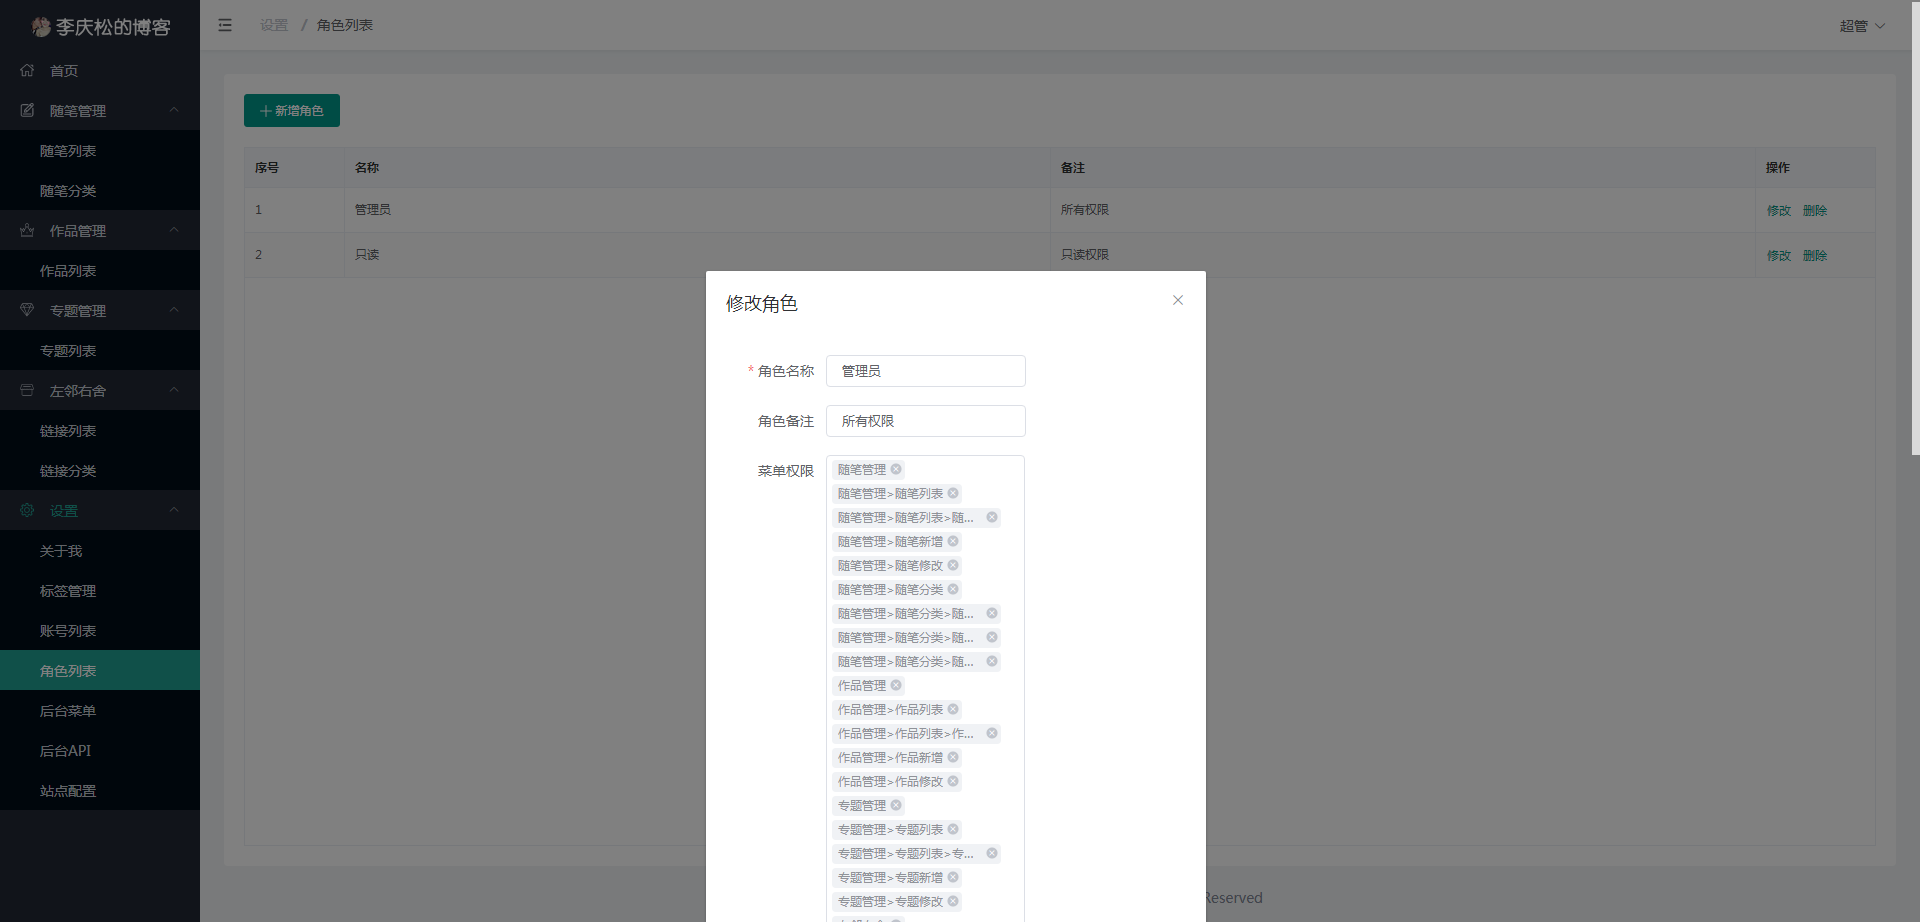 李庆松的博客
首页
随笔管理
随笔列表
随笔分类
作品管理
作品列表
专题管理
专题列表
左邻右舍
链接列表
链接分类
设置
关于我
标签管理
账号列表
角色列表
后台菜单
后台API
站点配置
设置 / 角色列表
超管
新增角色
序号 名称 备注 操作
1 管理员 所有权限 修改 删除
2 只读 只读权限 修改 删除
修改角色
* 角色名称 管理员
角色备注 所有权限
菜单权限
随笔管理
随笔管理>随笔列表
随笔管理>随笔列表>随...
随笔管理>随笔新增
随笔管理>随笔修改
随笔管理>随笔分类
随笔管理>随笔分类>随...
随笔管理>随笔分类>随...
随笔管理>随笔分类>随...
作品管理
作品管理>作品列表
作品管理>作品列表>作...
作品管理>作品新增
作品管理>作品修改
专题管理
专题管理>专题列表
专题管理>专题列表>专...
专题管理>专题新增
专题管理>专题修改
Reserved